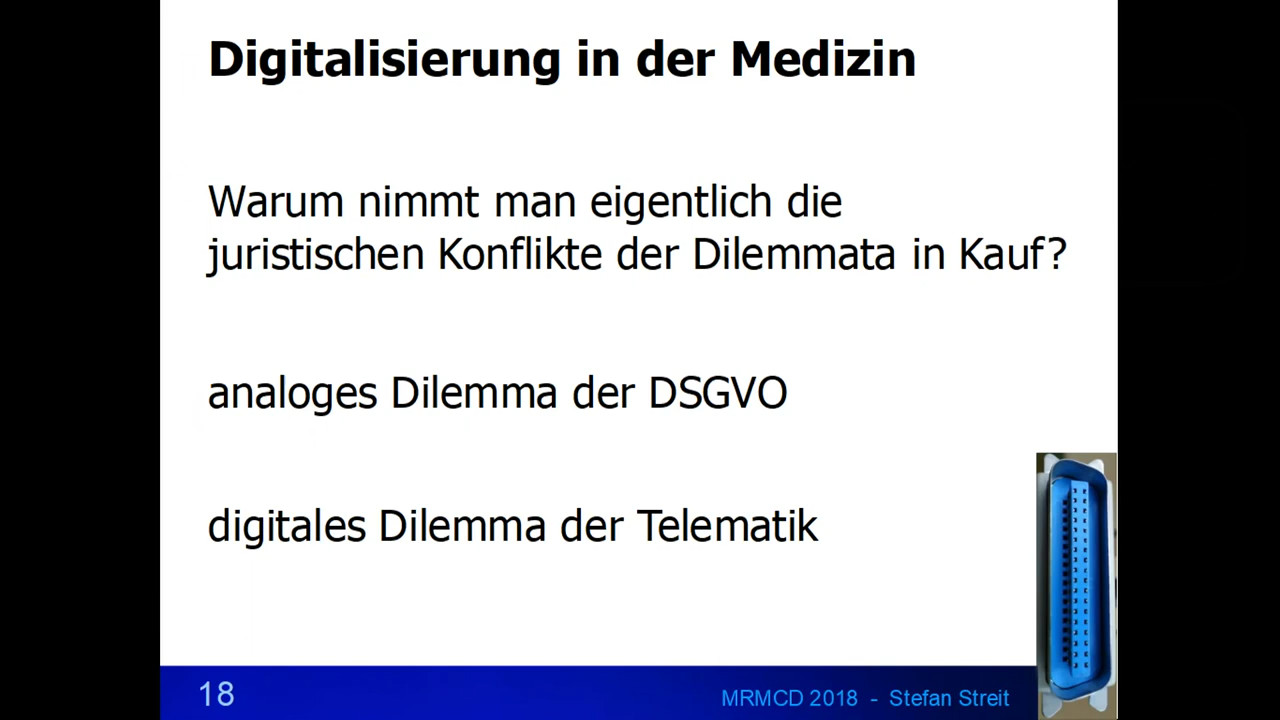 Digitalisierung in der Medizin
Warum nimmt man eigentlich die
juristischen Konflikte der Dilemmata in Kauf?
analoges Dilemma der DSGVO
digitales Dilemma der Telematik
18
MRMCD 2018 - Stefan Streit